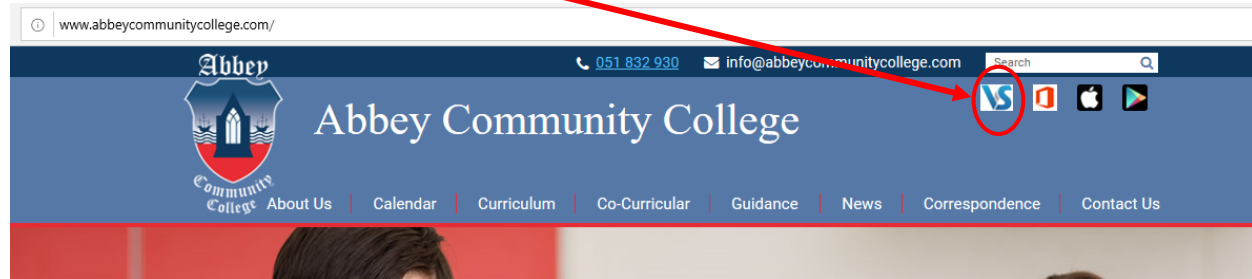 www.abbeycommunitycollege.com/
051 832 930 info@abbeycommunitycollege.com Search
Abbey
VS
Abbey Community College
Community
College
About Us Calendar Curriculum Co-Curricular Guidance News Correspondence Contact Us